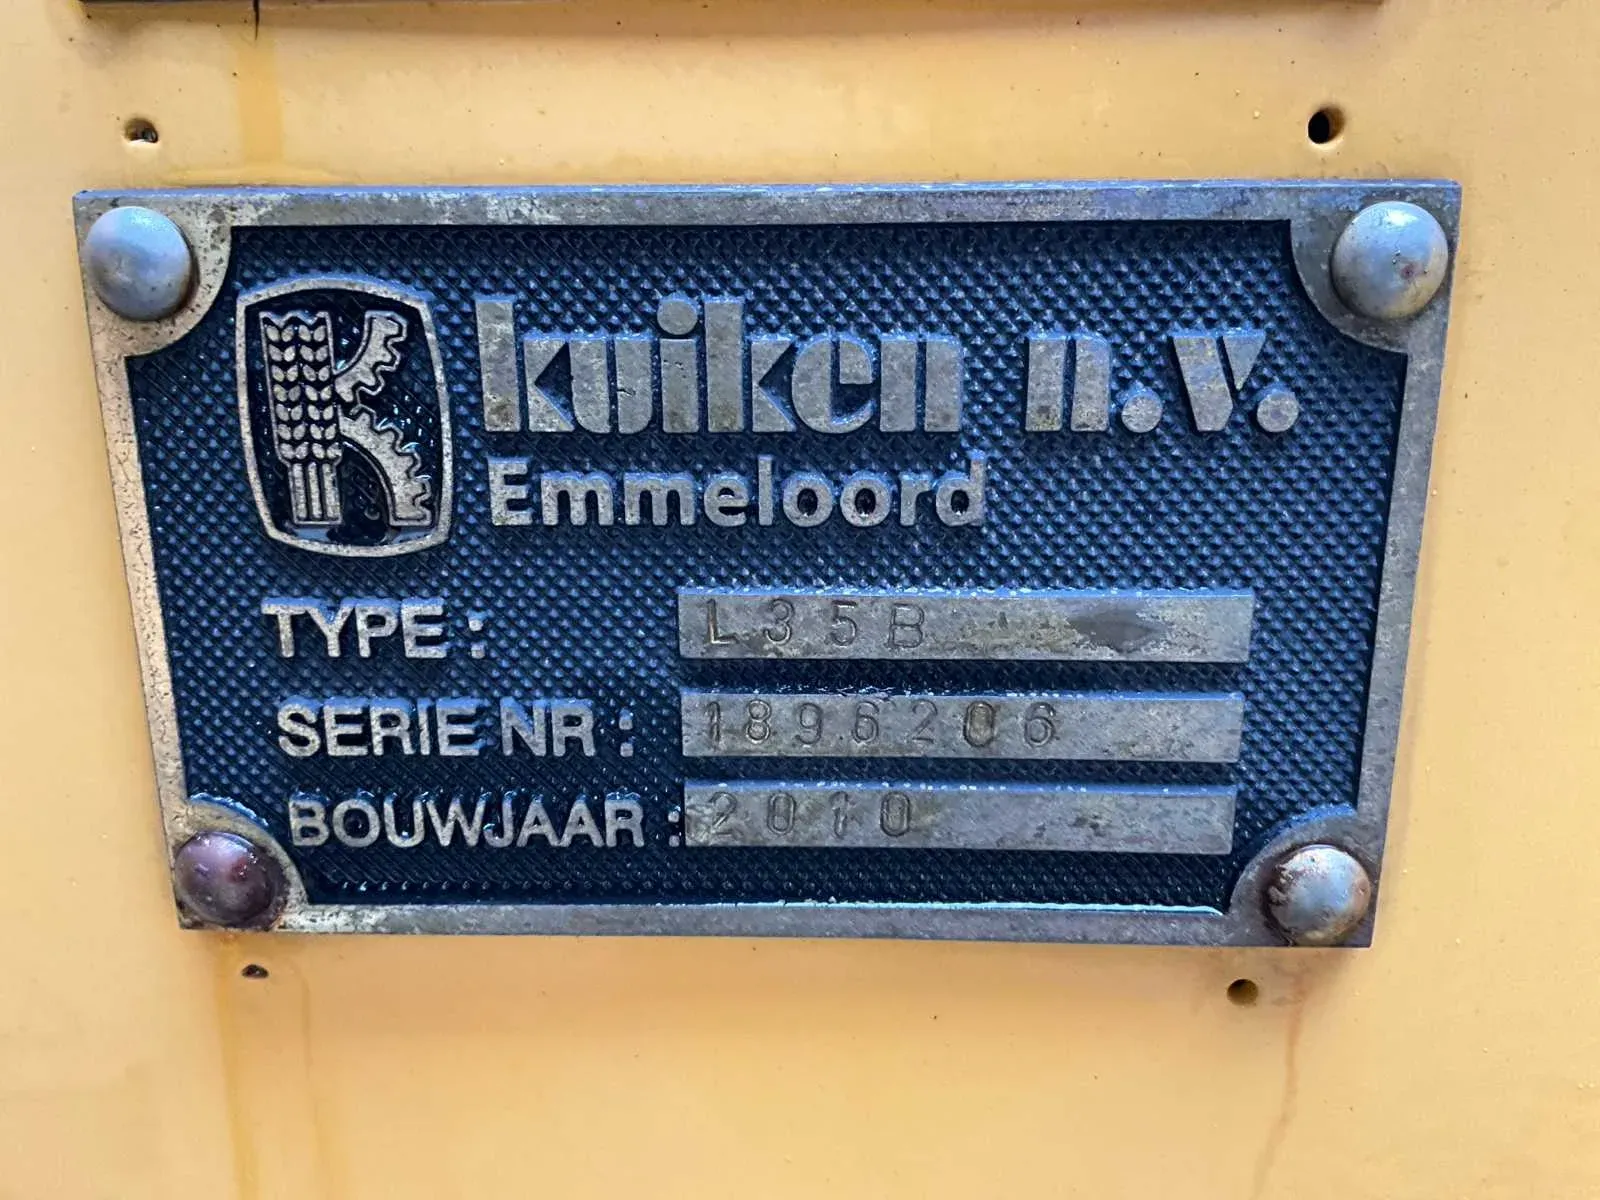 kuiken n.v.
Emmeloord
TYPE : L35B
SERIE NR : 1896206
BOUWJAAR : 2010